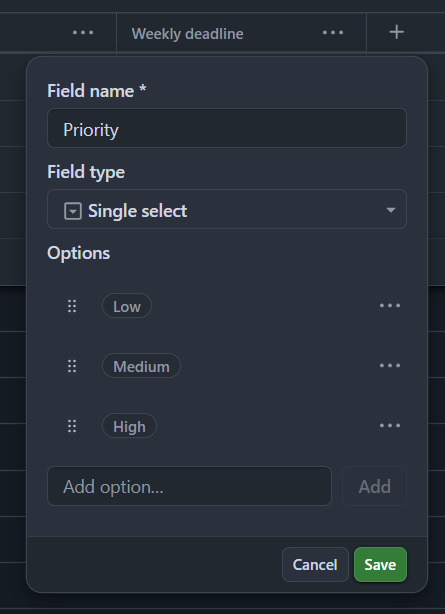 Weekly deadline
Field name *
Priority
Field type
Single select
Options
Low
Medium
High
Add option...
Add
Cancel
Save